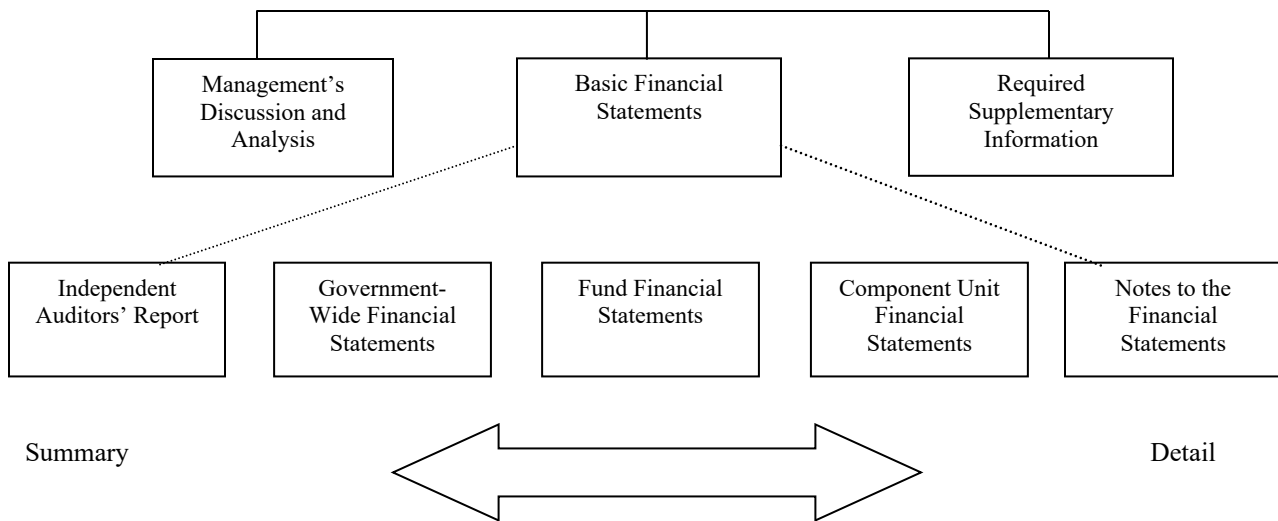 Management’s
Discussion and
Analysis
Basic Financial
Statements
Required
Supplementary
Information
Independent
Auditors’ Report
Government-
Wide Financial
Statements
Fund Financial
Statements
Component Unit
Financial
Statements
Notes to the
Financial
Statements
Summary
Detail